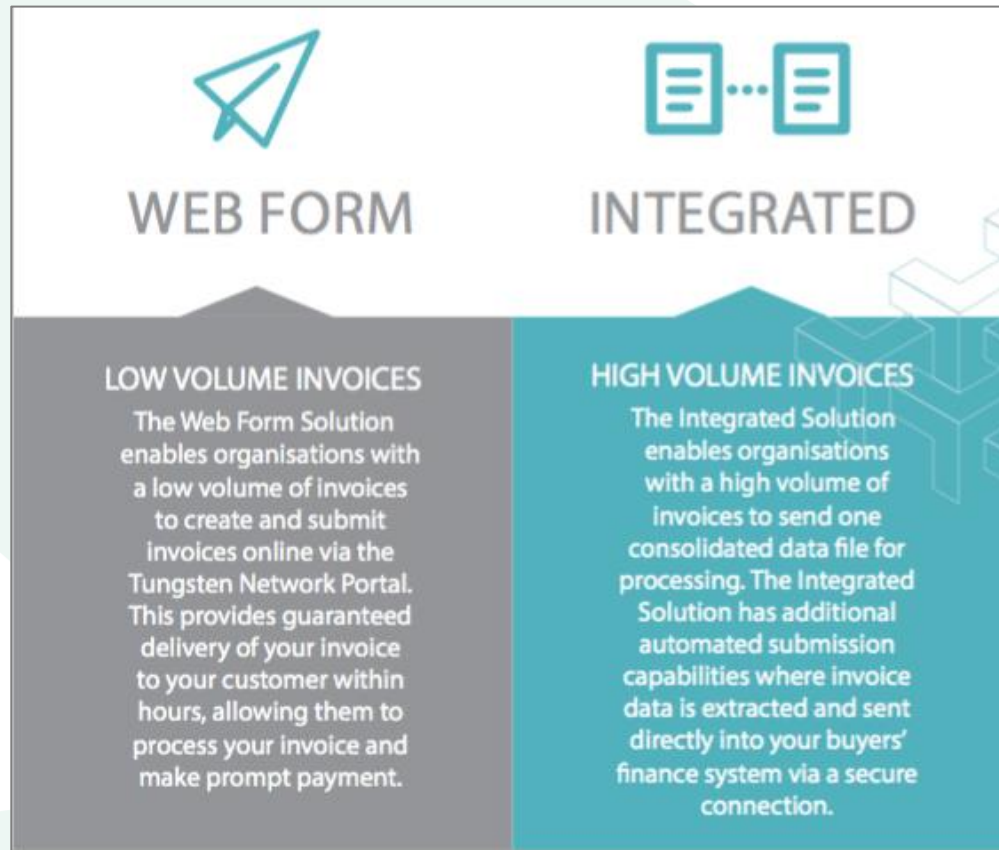 WEB FORM
LOW VOLUME INVOICES
The Web Form Solution
enables organisations with
a low volume of invoices
to create and submit
invoices online via the
Tungsten Network Portal.
This provides guaranteed
delivery of your invoice
to your customer within
hours, allowing them to
process your invoice and
make prompt payment.
INTEGRATED
HIGH VOLUME INVOICES
The Integrated Solution
enables organisations
with a high volume of
invoices to send one
consolidated data file for
processing. The Integrated
Solution has additional
automated submission
capabilities where invoice
data is extracted and sent
directly into your buyers’
finance system via a secure
connection.